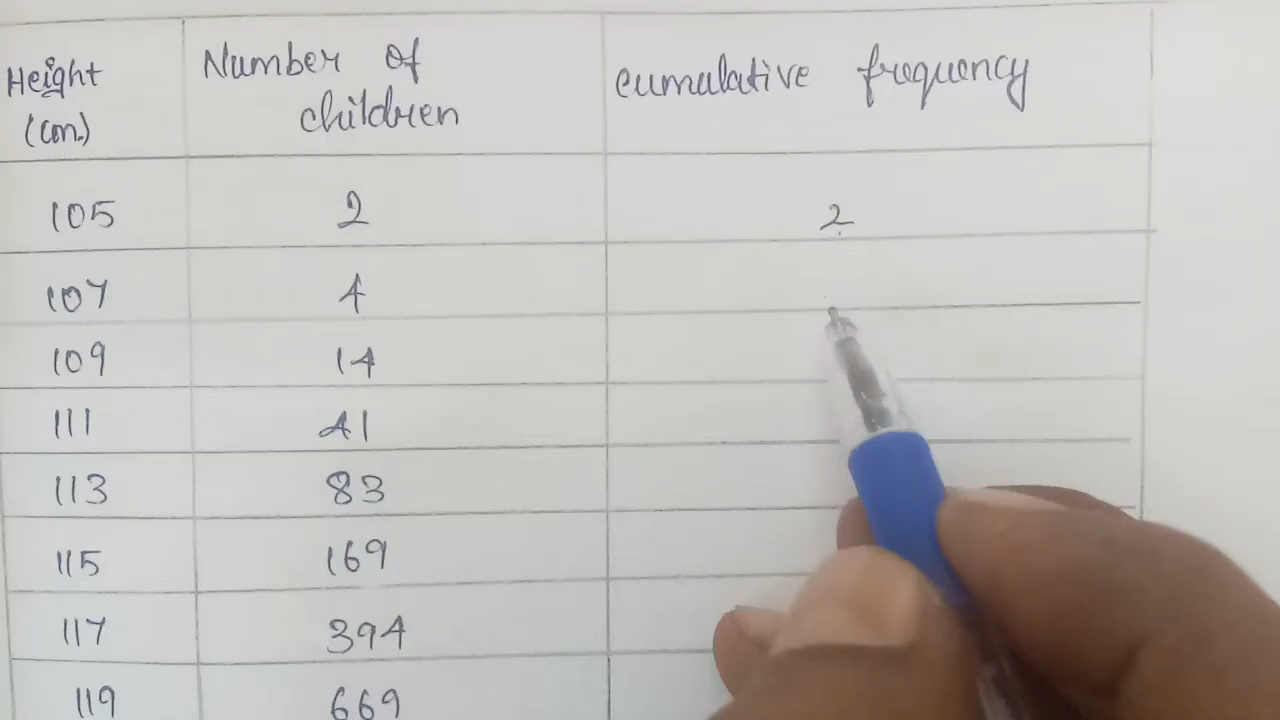 Height
(cm.)
Number of
children
cumulative frequency
105 2 2
107 4
109 14
111 41
113 83
115 169
117 394
119 669